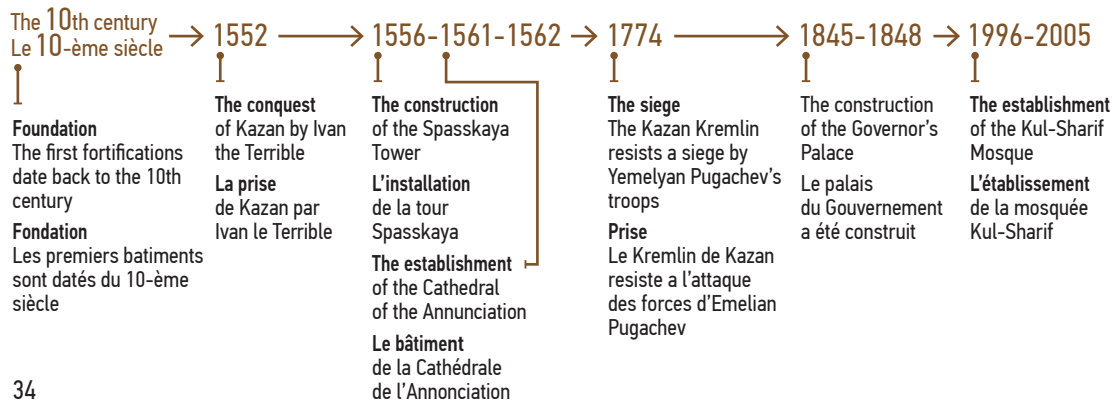 The 10th century
Le 10-ème siècle
Foundation
The first fortifications
date back to the 10th
century
Fondation
Les premiers batiments
sont datés du 10-ème
siècle
1552
The conquest
of Kazan by Ivan
the Terrible
La prise
de Kazan par
Ivan le Terrible
1556-1561-1562
The construction
of the Spasskaya
Tower
L'installation
de la tour
Spasskaya
The establishment
of the Cathedral
of the Annunciation
Le bâtiment
de la Cathédrale
de l'Annonciation
1774
The siege
The Kazan Kremlin
resists a siege by
Yemelyan Pugachev's
troops
Prise
Le Kremlin de Kazan
resiste a l'attaque
des forces d'Emelian
Pugachev
1845-1848
The construction
of the Governor's
Palace
Le palais
du Gouvernement
a été construit
1996-2005
The establishment
of the Kul-Sharif
Mosque
L'établissement
de la mosquée
Kul-Sharif
34